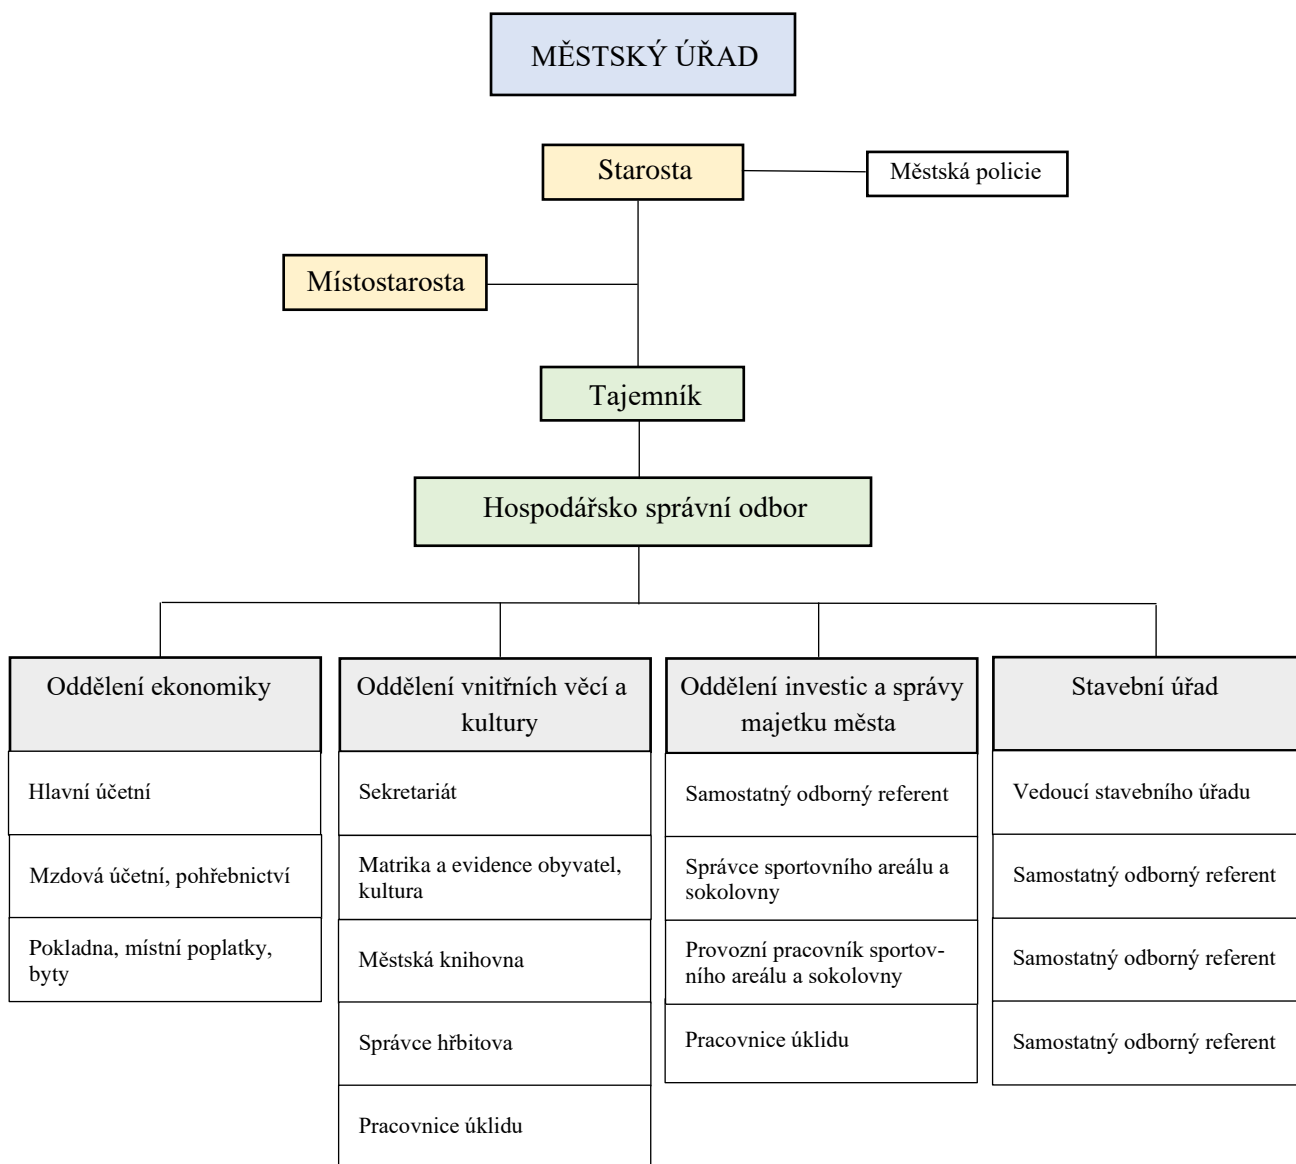 MĚSTSKÝ ÚŘAD
Starosta
Městská policie
Místostarosta
Tajemník
Hospodářsko správní odbor
Oddělení ekonomiky
Hlavní účetní
Mzdová účetní, pohřebnictví
Pokladna, místní poplatky,
byty
Oddělení vnitřních věcí a
kultury
Sekretariát
Matrika a evidence obyvatel,
kultura
Městská knihovna
Správce hřbitova
Pracovnice úklidu
Oddělení investic a správy
majetku města
Samostatný odborný referent
Správce sportovního areálu a
sokolovny
Provozní pracovník sportov-
ního areálu a sokolovny
Pracovnice úklidu
Stavební úřad
Vedoucí stavebního úřadu
Samostatný odborný referent
Samostatný odborný referent
Samostatný odborný referent